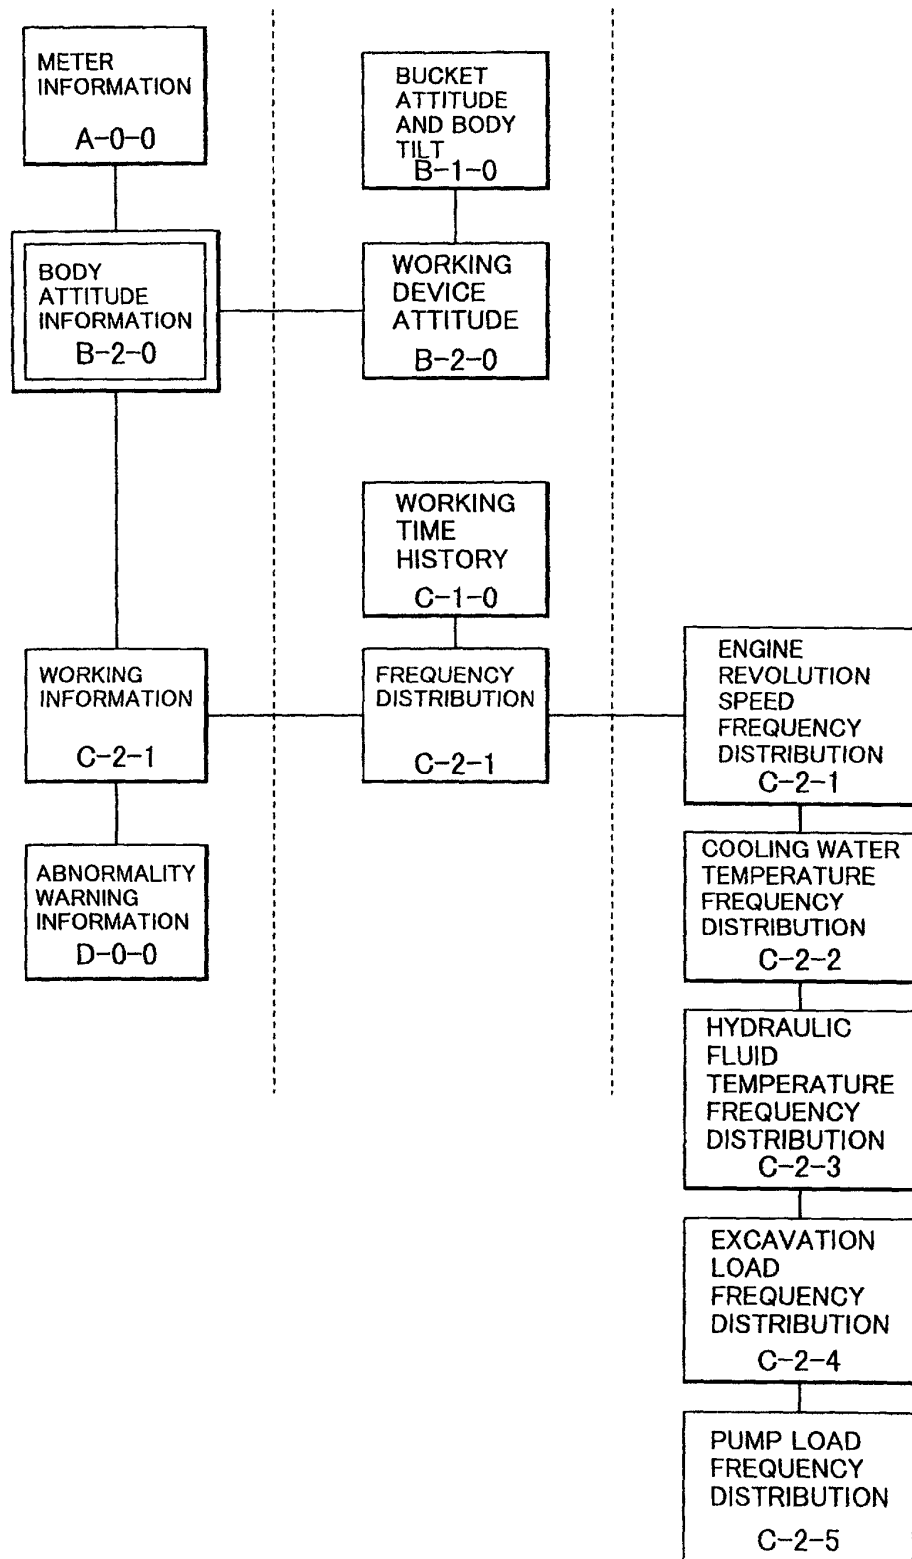 METER
INFORMATION
A-0-0
BODY
ATTITUDE
INFORMATION
B-2-0
WORKING
INFORMATION
C-2-1
ABNORMALITY
WARNING
INFORMATION
D-0-0
BUCKET
ATTITUDE
AND BODY
TILT
B-1-0
WORKING
DEVICE
ATTITUDE
B-2-0
WORKING
TIME
HISTORY
C-1-0
FREQUENCY
DISTRIBUTION
C-2-1
ENGINE
REVOLUTION
SPEED
FREQUENCY
DISTRIBUTION
C-2-1
COOLING WATER
TEMPERATURE
FREQUENCY
DISTRIBUTION
C-2-2
HYDRAULIC
FLUID
TEMPERATURE
FREQUENCY
DISTRIBUTION
C-2-3
EXCAVATION
LOAD
FREQUENCY
DISTRIBUTION
C-2-4
PUMP LOAD
FREQUENCY
DISTRIBUTION
C-2-5